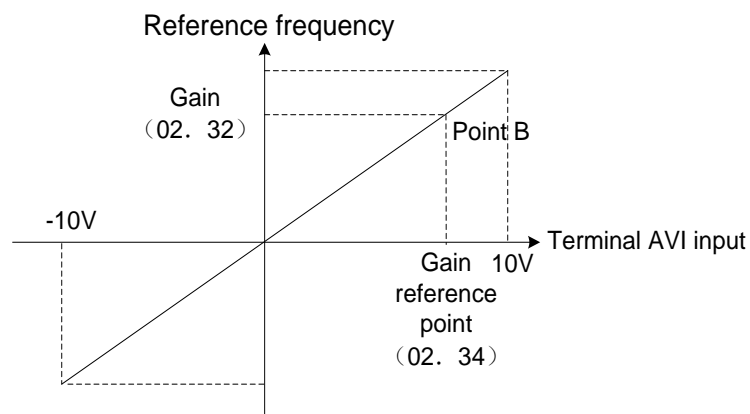 Reference frequency
Gain
（02．32）
Point B
-10V
Terminal AVI input
Gain
reference
point
（02．34）
10V